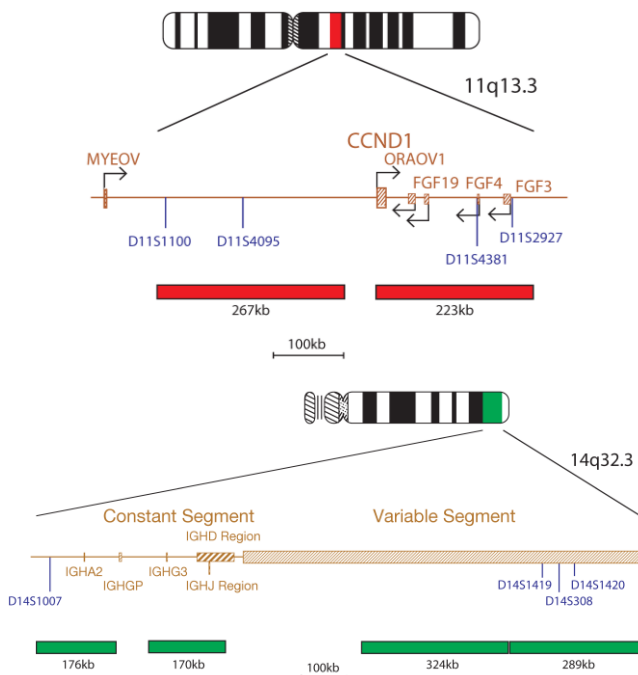 11q13.3
CCND1
MYEOV
ORAOV1
FGF19
FGF4
FGF3
D11S1100
D11S4095
D11S2927
D11S4381
267kb
223kb
100kb
14q32.3
Constant Segment
Variable Segment
IGHD Region
IGHA2
IGHG3
IGHGP
IGHJ Region
D14S1007
D14S1419
D14S1420
D14S308
176kb
170kb
100kb
324kb
289kb